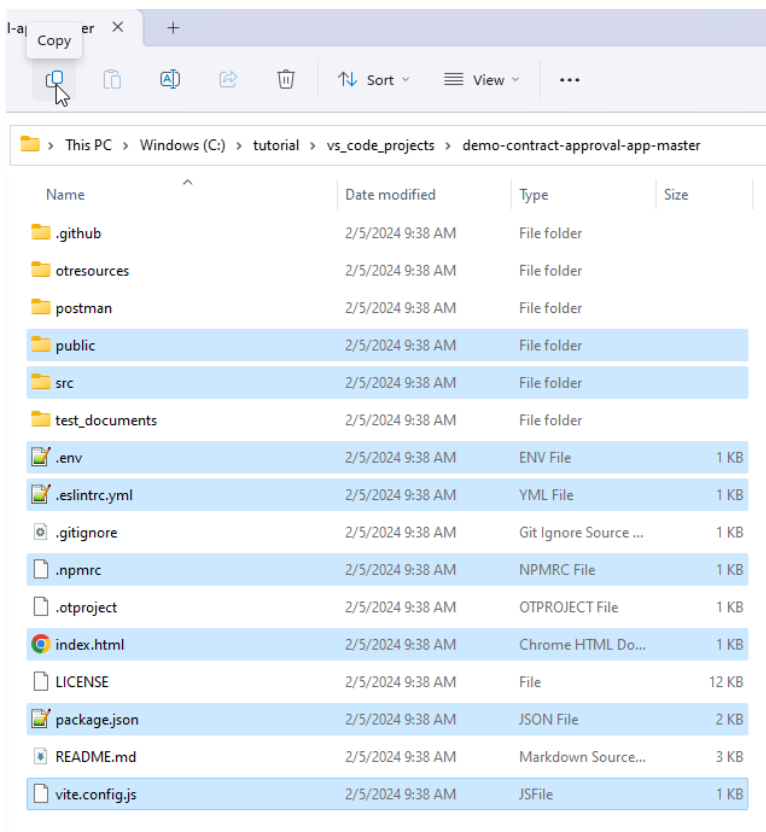 l-ap er
Copy
Sort View
This PC > Windows (C:) > tutorial > vs_code_projects > demo-contract-approval-app-master
Name Date modified Type Size
.github 2/5/2024 9:38 AM File folder
otresources 2/5/2024 9:38 AM File folder
postman 2/5/2024 9:38 AM File folder
public 2/5/2024 9:38 AM File folder
src 2/5/2024 9:38 AM File folder
test_documents 2/5/2024 9:38 AM File folder
.env 2/5/2024 9:38 AM ENV File 1 KB
.eslintrc.yml 2/5/2024 9:38 AM YML File 1 KB
.gitignore 2/5/2024 9:38 AM Git Ignore Source ... 1 KB
.npmrc 2/5/2024 9:38 AM NPMRC File 1 KB
.otproject 2/5/2024 9:38 AM OTPROJECT File 1 KB
index.html 2/5/2024 9:38 AM Chrome HTML Do... 1 KB
LICENSE 2/5/2024 9:38 AM File 12 KB
package.json 2/5/2024 9:38 AM JSON File 2 KB
README.md 2/5/2024 9:38 AM Markdown Source... 3 KB
vite.config.js 2/5/2024 9:38 AM JSFile 1 KB